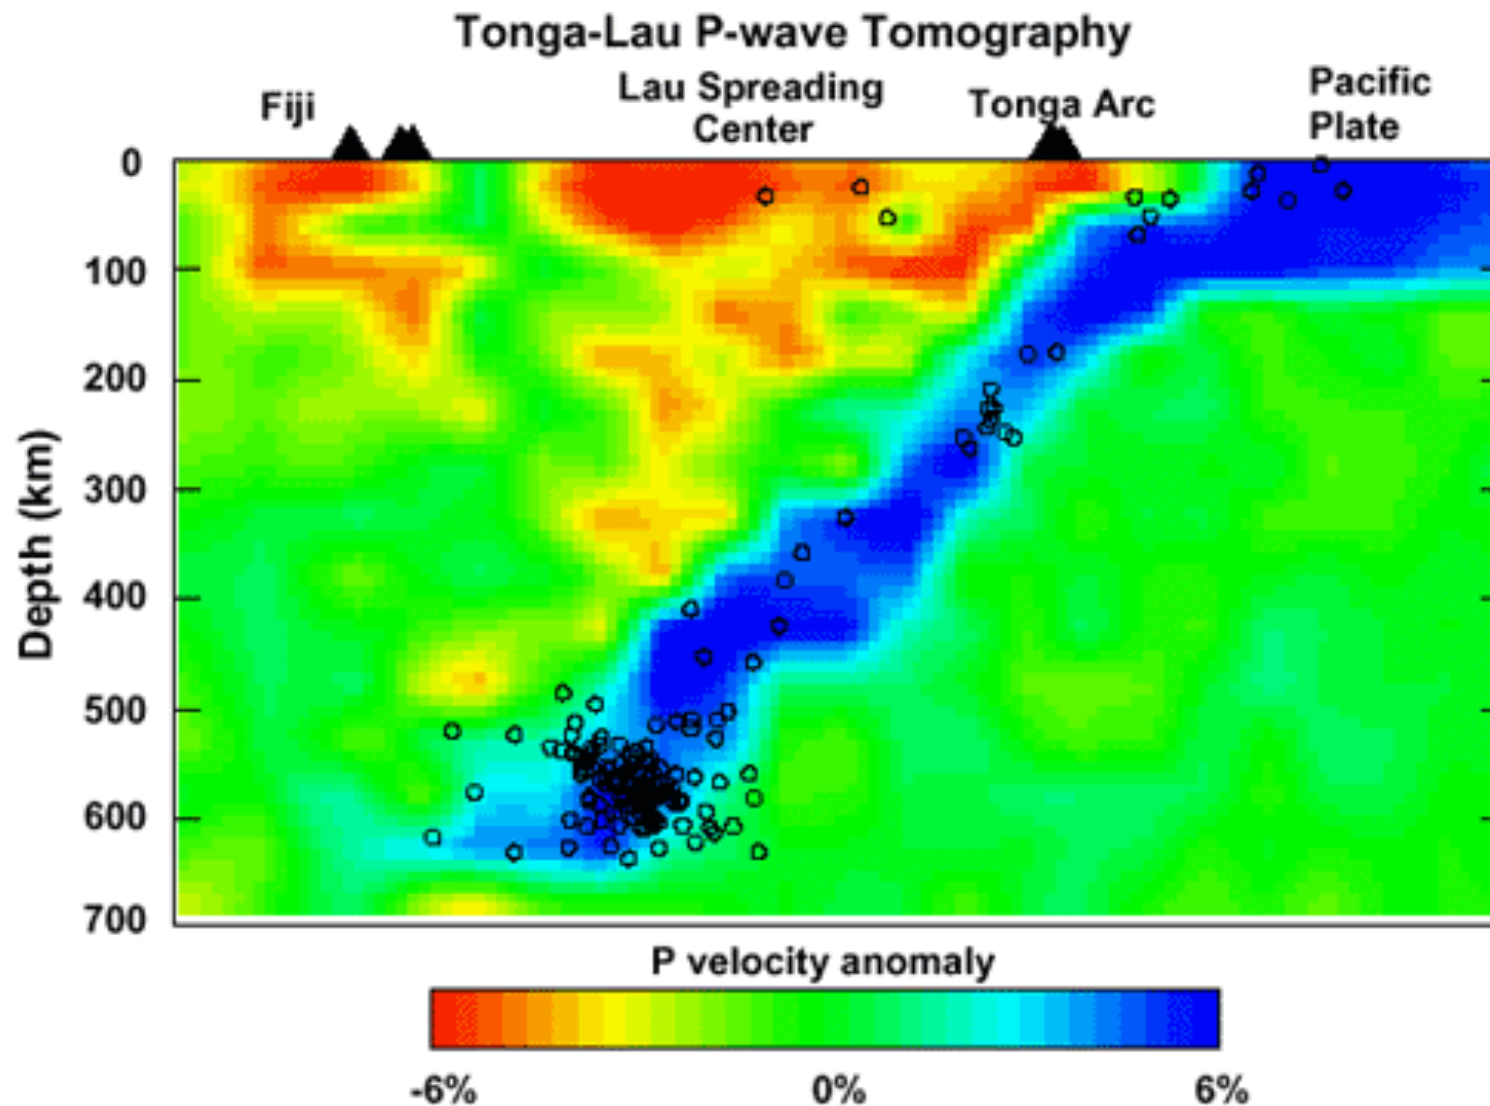 Tonga-Lau P-wave Tomography
Fiji
Lau Spreading
Center
Tonga Arc
Pacific
Plate
0
100
200
300
400
500
600
700
Depth (km)
P velocity anomaly
-6%
0%
6%